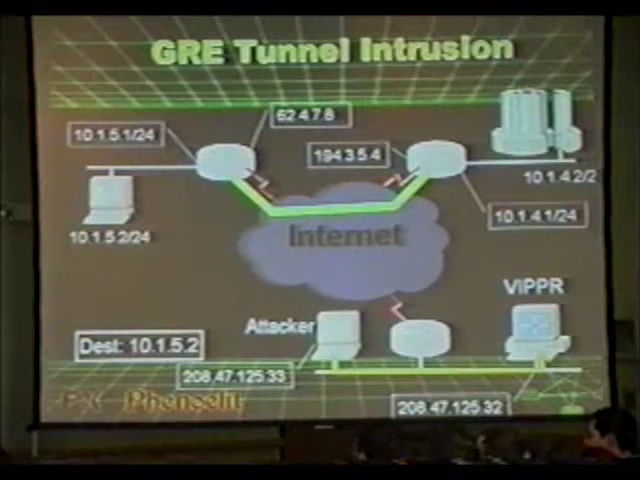 GRE Tunnel Intrusion
62.4.7.8
10.1.5.1/24
194.3.5.4
10.1.4.2/2
10.1.4.1/24
10.1.5.2/24
Internet
VIPPR
Attacker
Dest: 10.1.5.2
208.47.125.33
FX Phenoelit
208.47.125.32